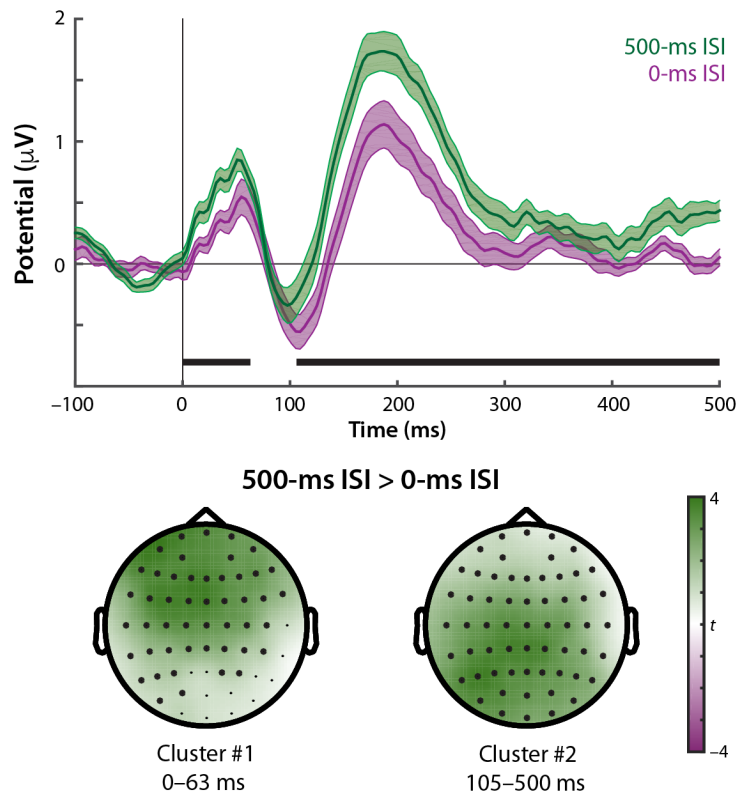 2
500-ms ISI
0-ms ISI
1
Potential (μV)
0
–100
0
100
200
300
400
500
Time (ms)
500-ms ISI > 0-ms ISI
4
t
–4
Cluster #1
0–63 ms
Cluster #2
105–500 ms